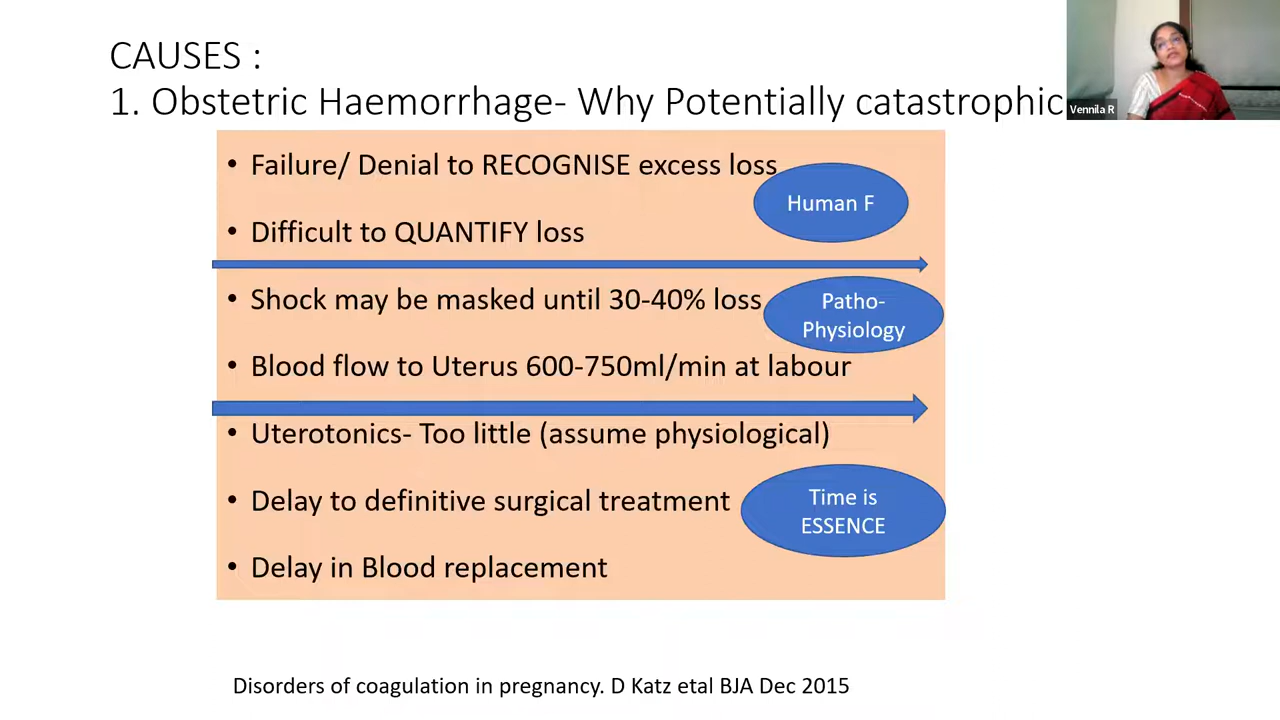 CAUSES :
1. Obstetric Haemorrhage- Why Potentially catastrophic
Vennila R
• Failure/ Denial to RECOGNISE excess loss
Human F
• Difficult to QUANTIFY loss
• Shock may be masked until 30-40% loss
Patho-
Physiology
• Blood flow to Uterus 600-750ml/min at labour
• Uterotonics- Too little (assume physiological)
• Delay to definitive surgical treatment
Time is
ESSENCE
• Delay in Blood replacement
Disorders of coagulation in pregnancy. D Katz etal BJA Dec 2015